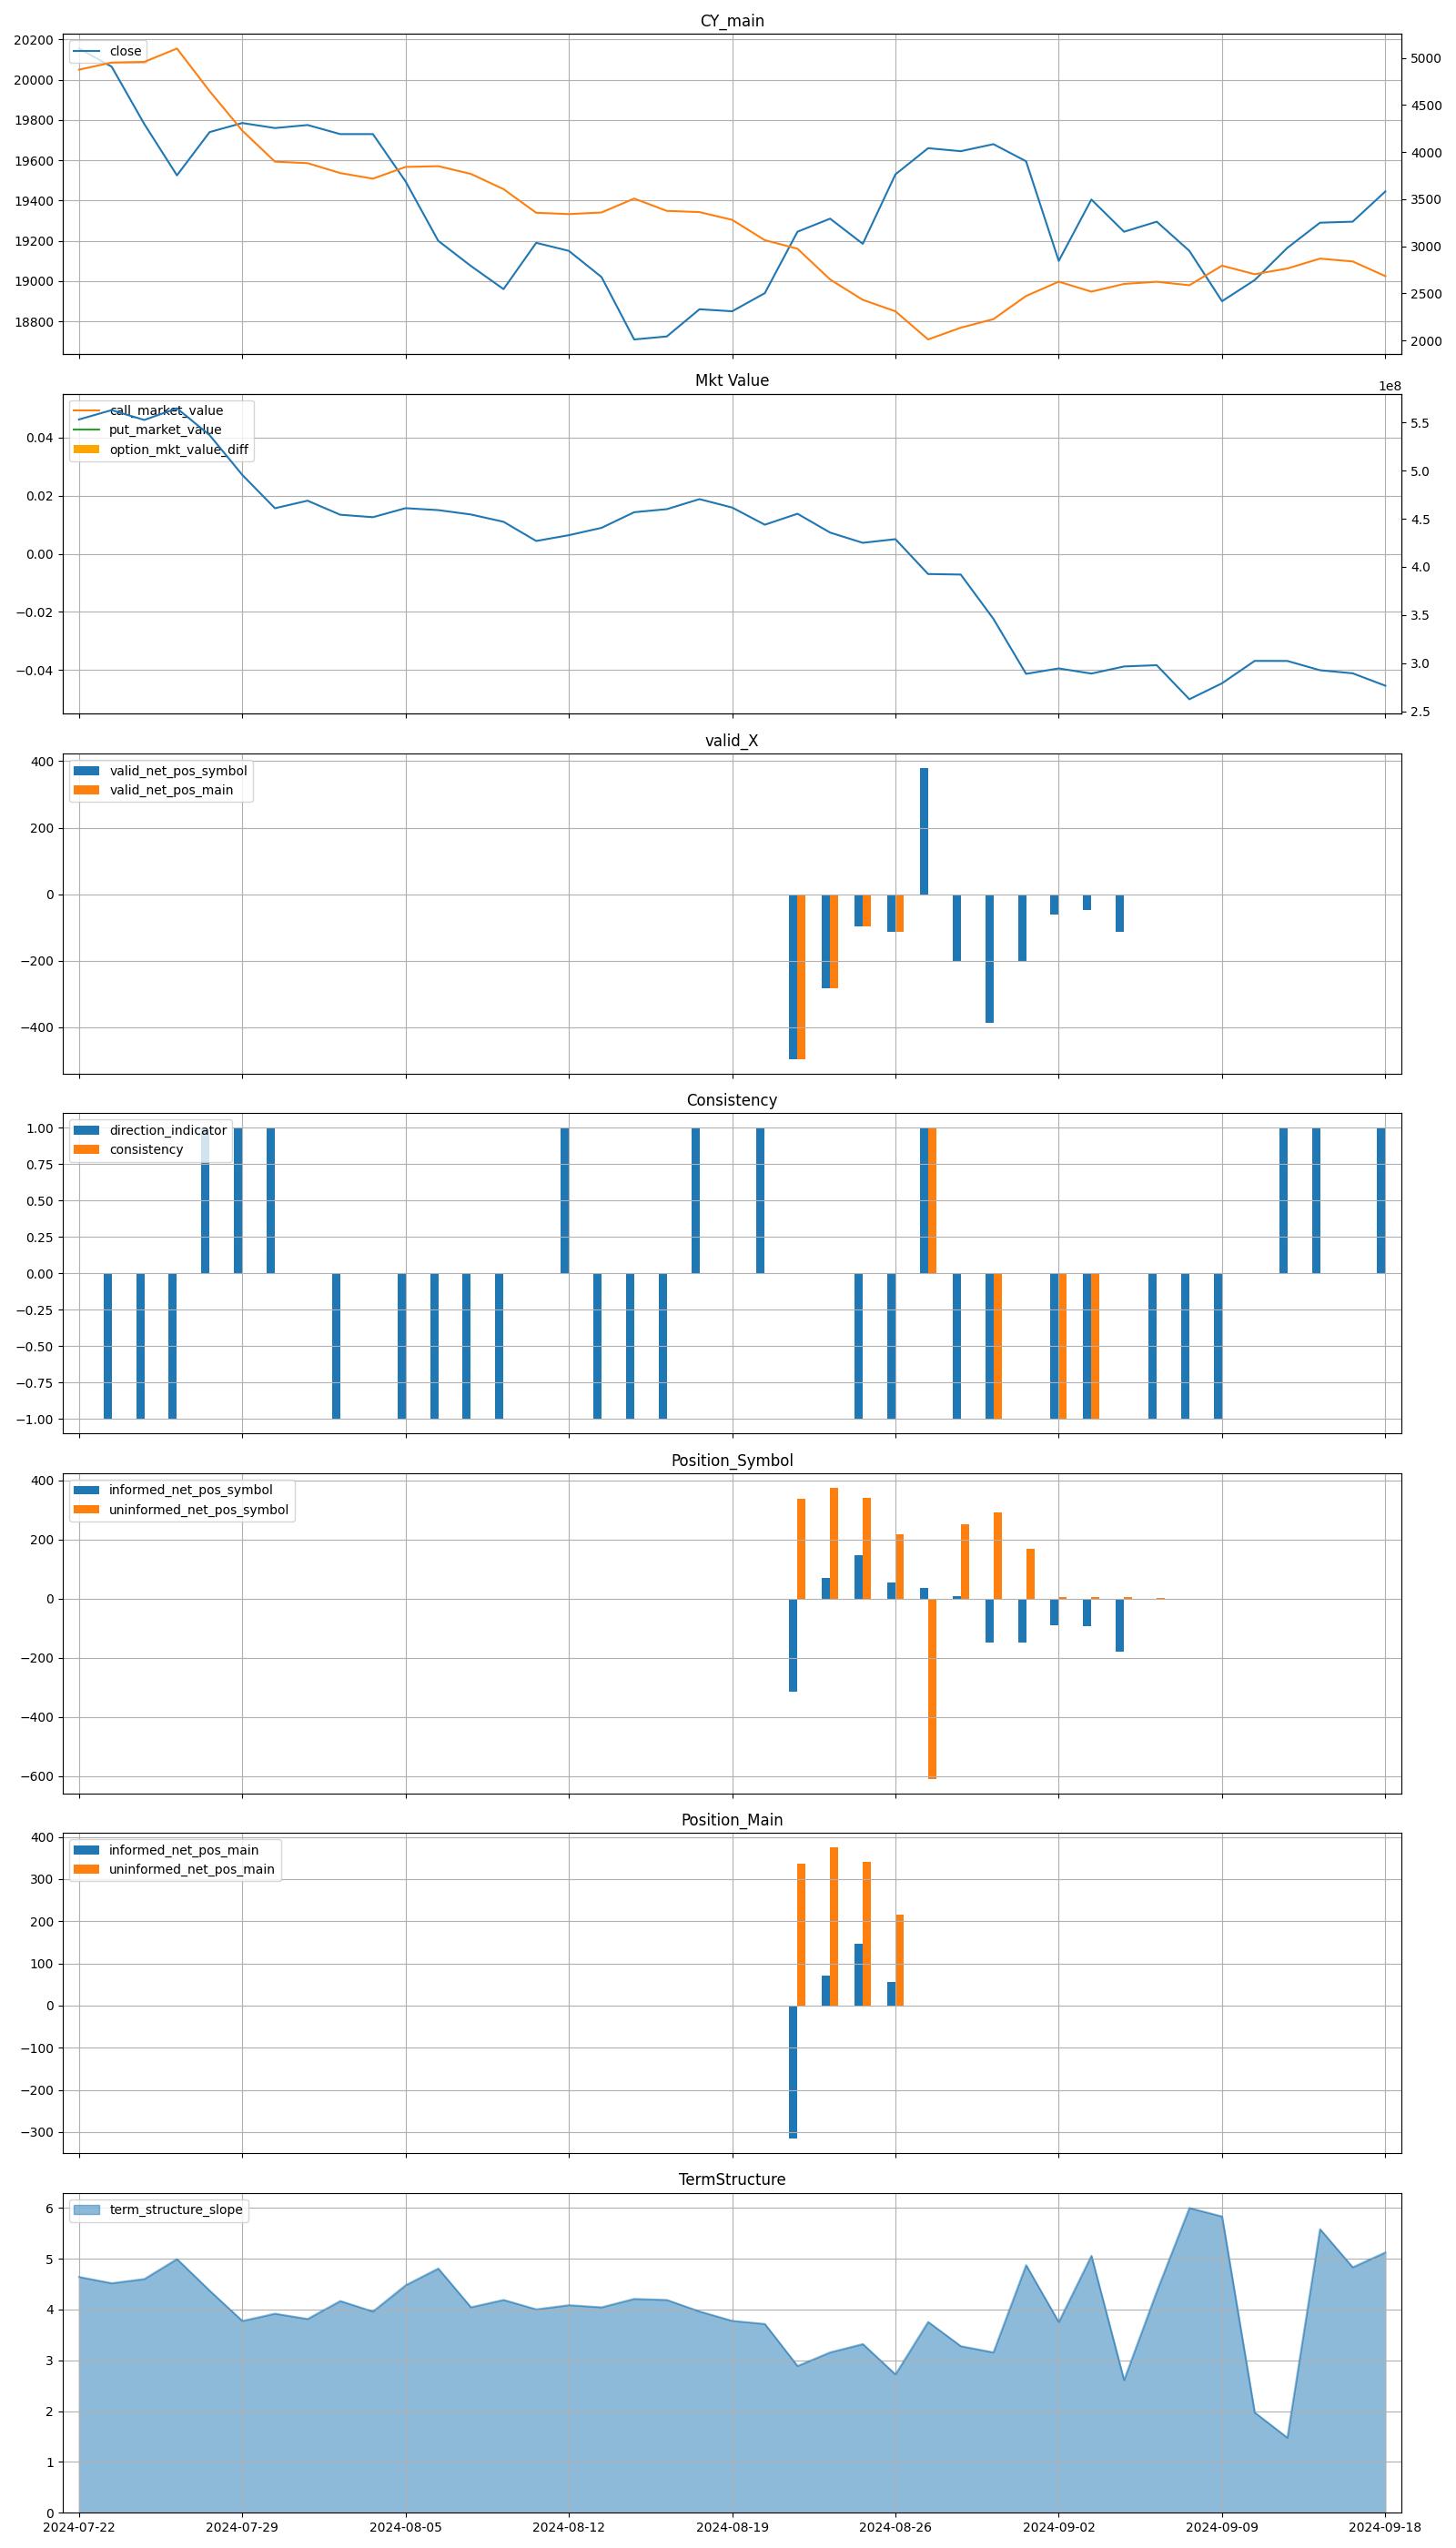 CY_main
close
20200
20000
19800
19600
19400
19200
19000
18800
5000
4500
4000
3500
3000
2500
2000
Mkt Value
1e8
call_market_value
put_market_value
option_mkt_value_diff
0.04
0.02
0.00
−0.02
−0.04
5.5
5.0
4.5
4.0
3.5
3.0
2.5
valid_X
valid_net_pos_symbol
valid_net_pos_main
400
200
0
−200
−400
Consistency
direction_indicator
consistency
1.00
0.75
0.50
0.25
0.00
−0.25
−0.50
−0.75
−1.00
Position_Symbol
informed_net_pos_symbol
uninformed_net_pos_symbol
400
200
0
−200
−400
−600
Position_Main
informed_net_pos_main
uninformed_net_pos_main
400
300
200
100
0
−100
−200
−300
TermStructure
term_structure_slope
6
5
4
3
2
1
0
2024-07-22 2024-07-29 2024-08-05 2024-08-12 2024-08-19 2024-08-26 2024-09-02 2024-09-09 2024-09-18